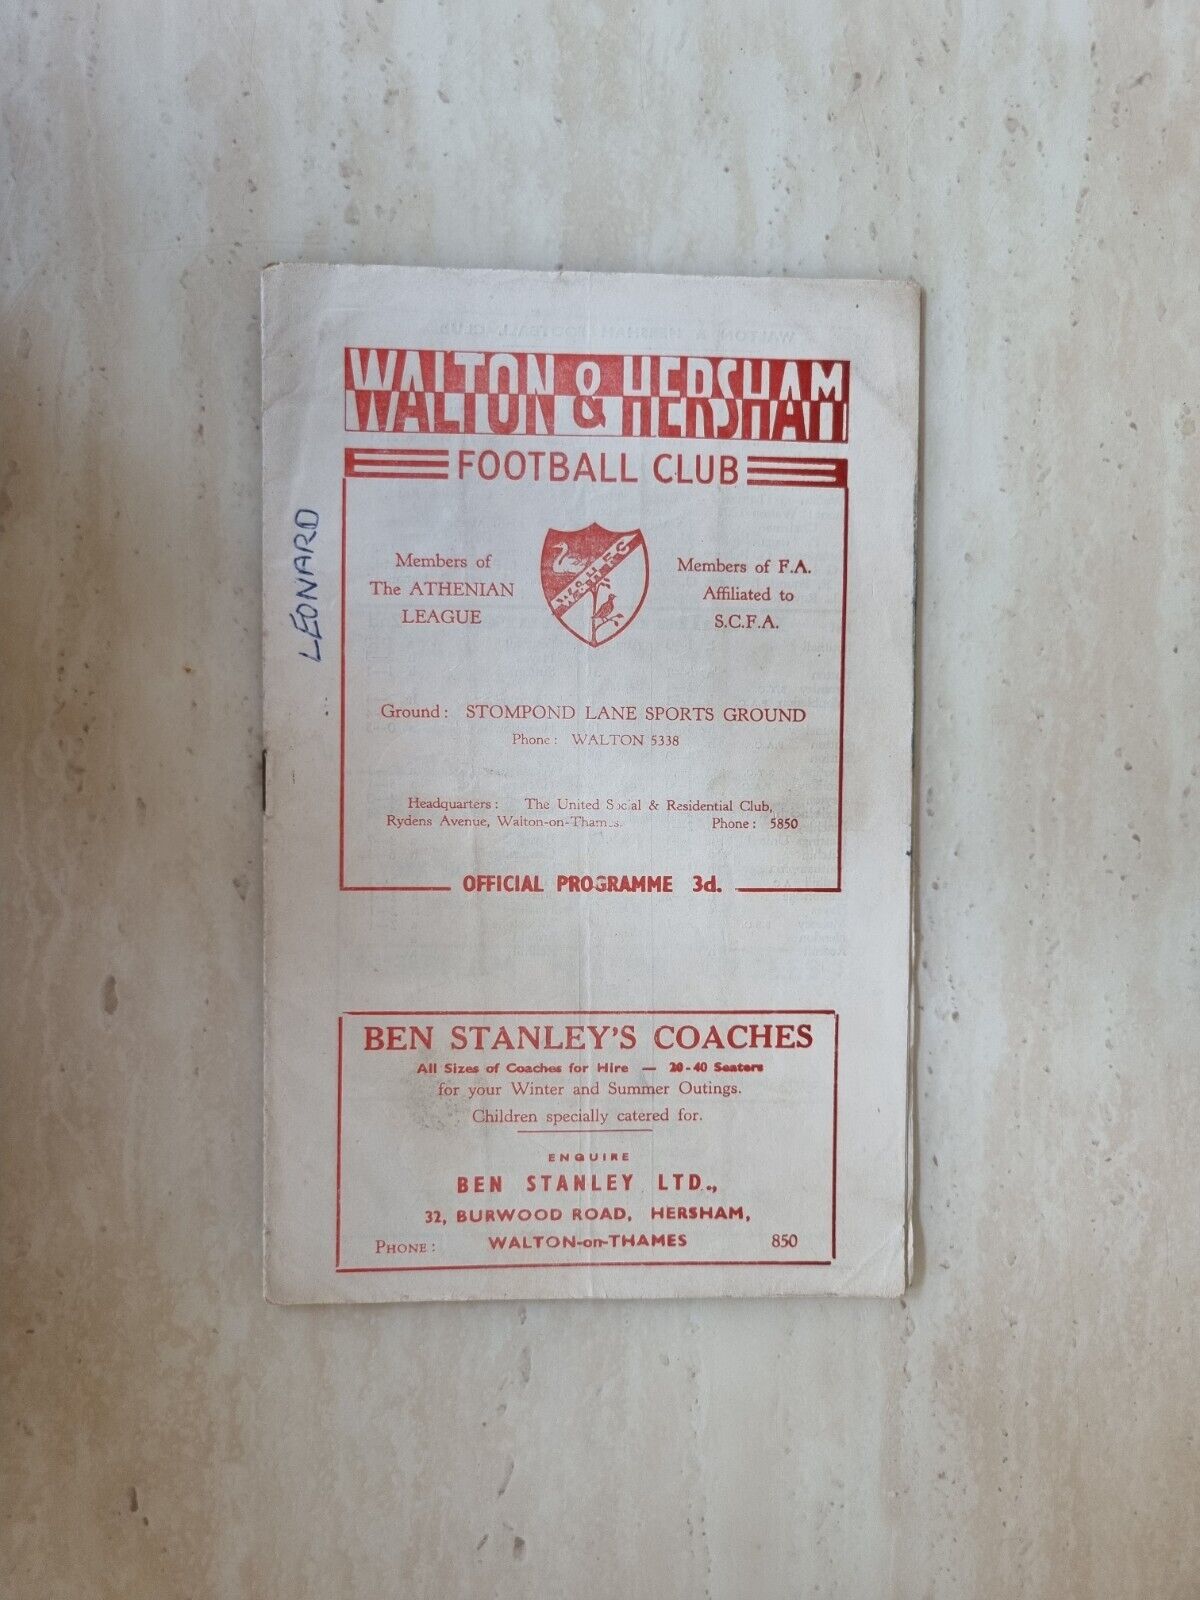 WALTON & HERSHAM
FOOTBALL CLUB
LEONARD
Members of
The ATHENIAN
LEAGUE
W & H F C
Members of F.A.
Affiliated to
S.C.F.A.
Ground: STOMPOND LANE SPORTS GROUND
Phone: WALTON 5338
Headquarters: The United Social & Residential Club,
Rydens Avenue, Walton-on-Thames. Phone: 5850
OFFICIAL PROGRAMME 3d.
BEN STANLEY'S COACHES
All Sizes of Coaches for Hire — 20-40 Seaters
for your Winter and Summer Outings.
Children specially catered for.
ENQUIRE
BEN STANLEY LTD.,
32, BURWOOD ROAD, HERSHAM,
PHONE: WALTON-on-THAMES 850